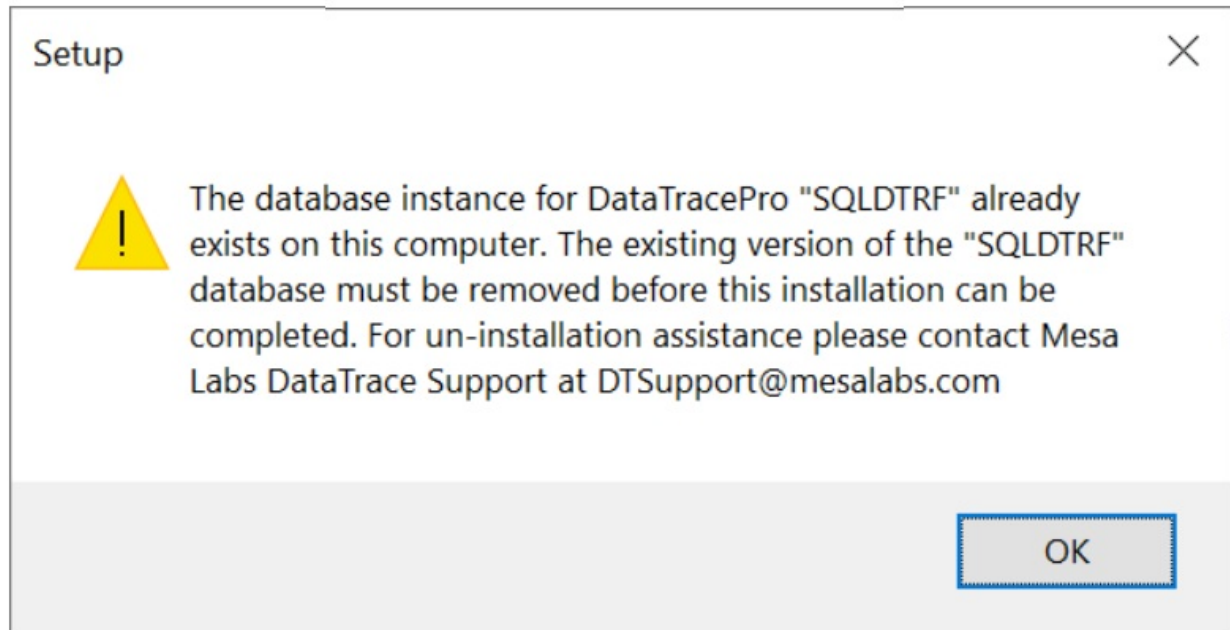 Setup
The database instance for DataTracePro "SQLDTRF" already
exists on this computer. The existing version of the "SQLDTRF"
database must be removed before this installation can be
completed. For un-installation assistance please contact Mesa
Labs DataTrace Support at DTSupport@mesalabs.com
OK